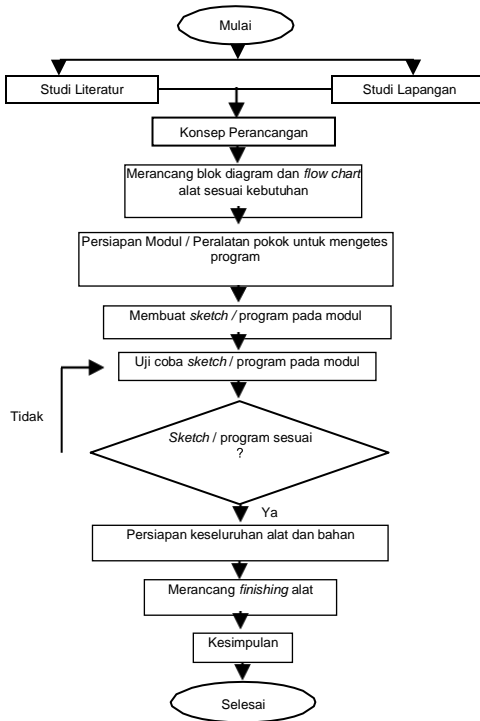 Mulai
Studi Literatur
Studi Lapangan
Konsep Perancangan
Merancang blok diagram dan flow chart
alat sesuai kebutuhan
Persiapan Modul / Peralatan pokok untuk mengetes
program
Membuat sketch / program pada modul
Uji coba sketch / program pada modul
Tidak
Sketch / program sesuai
?
Ya
Persiapan keseluruhan alat dan bahan
Merancang finishing alat
Kesimpulan
Selesai